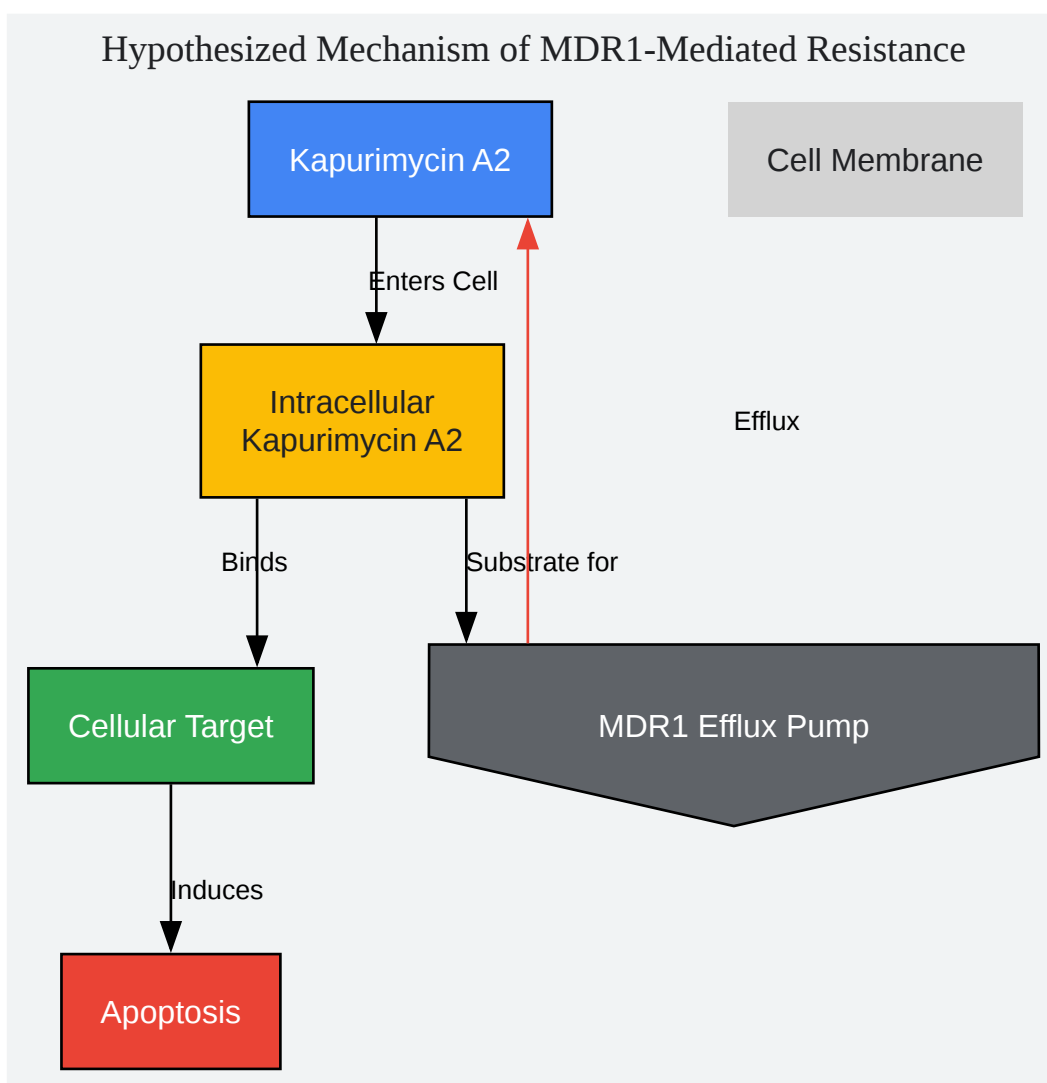 Hypothesized Mechanism of MDR1-Mediated Resistance
Kapurimycin A2
Cell Membrane
Enters Cell
Intracellular
Kapurimycin A2
Efflux
Binds
Substrate for
Cellular Target
MDR1 Efflux Pump
Induces
Apoptosis